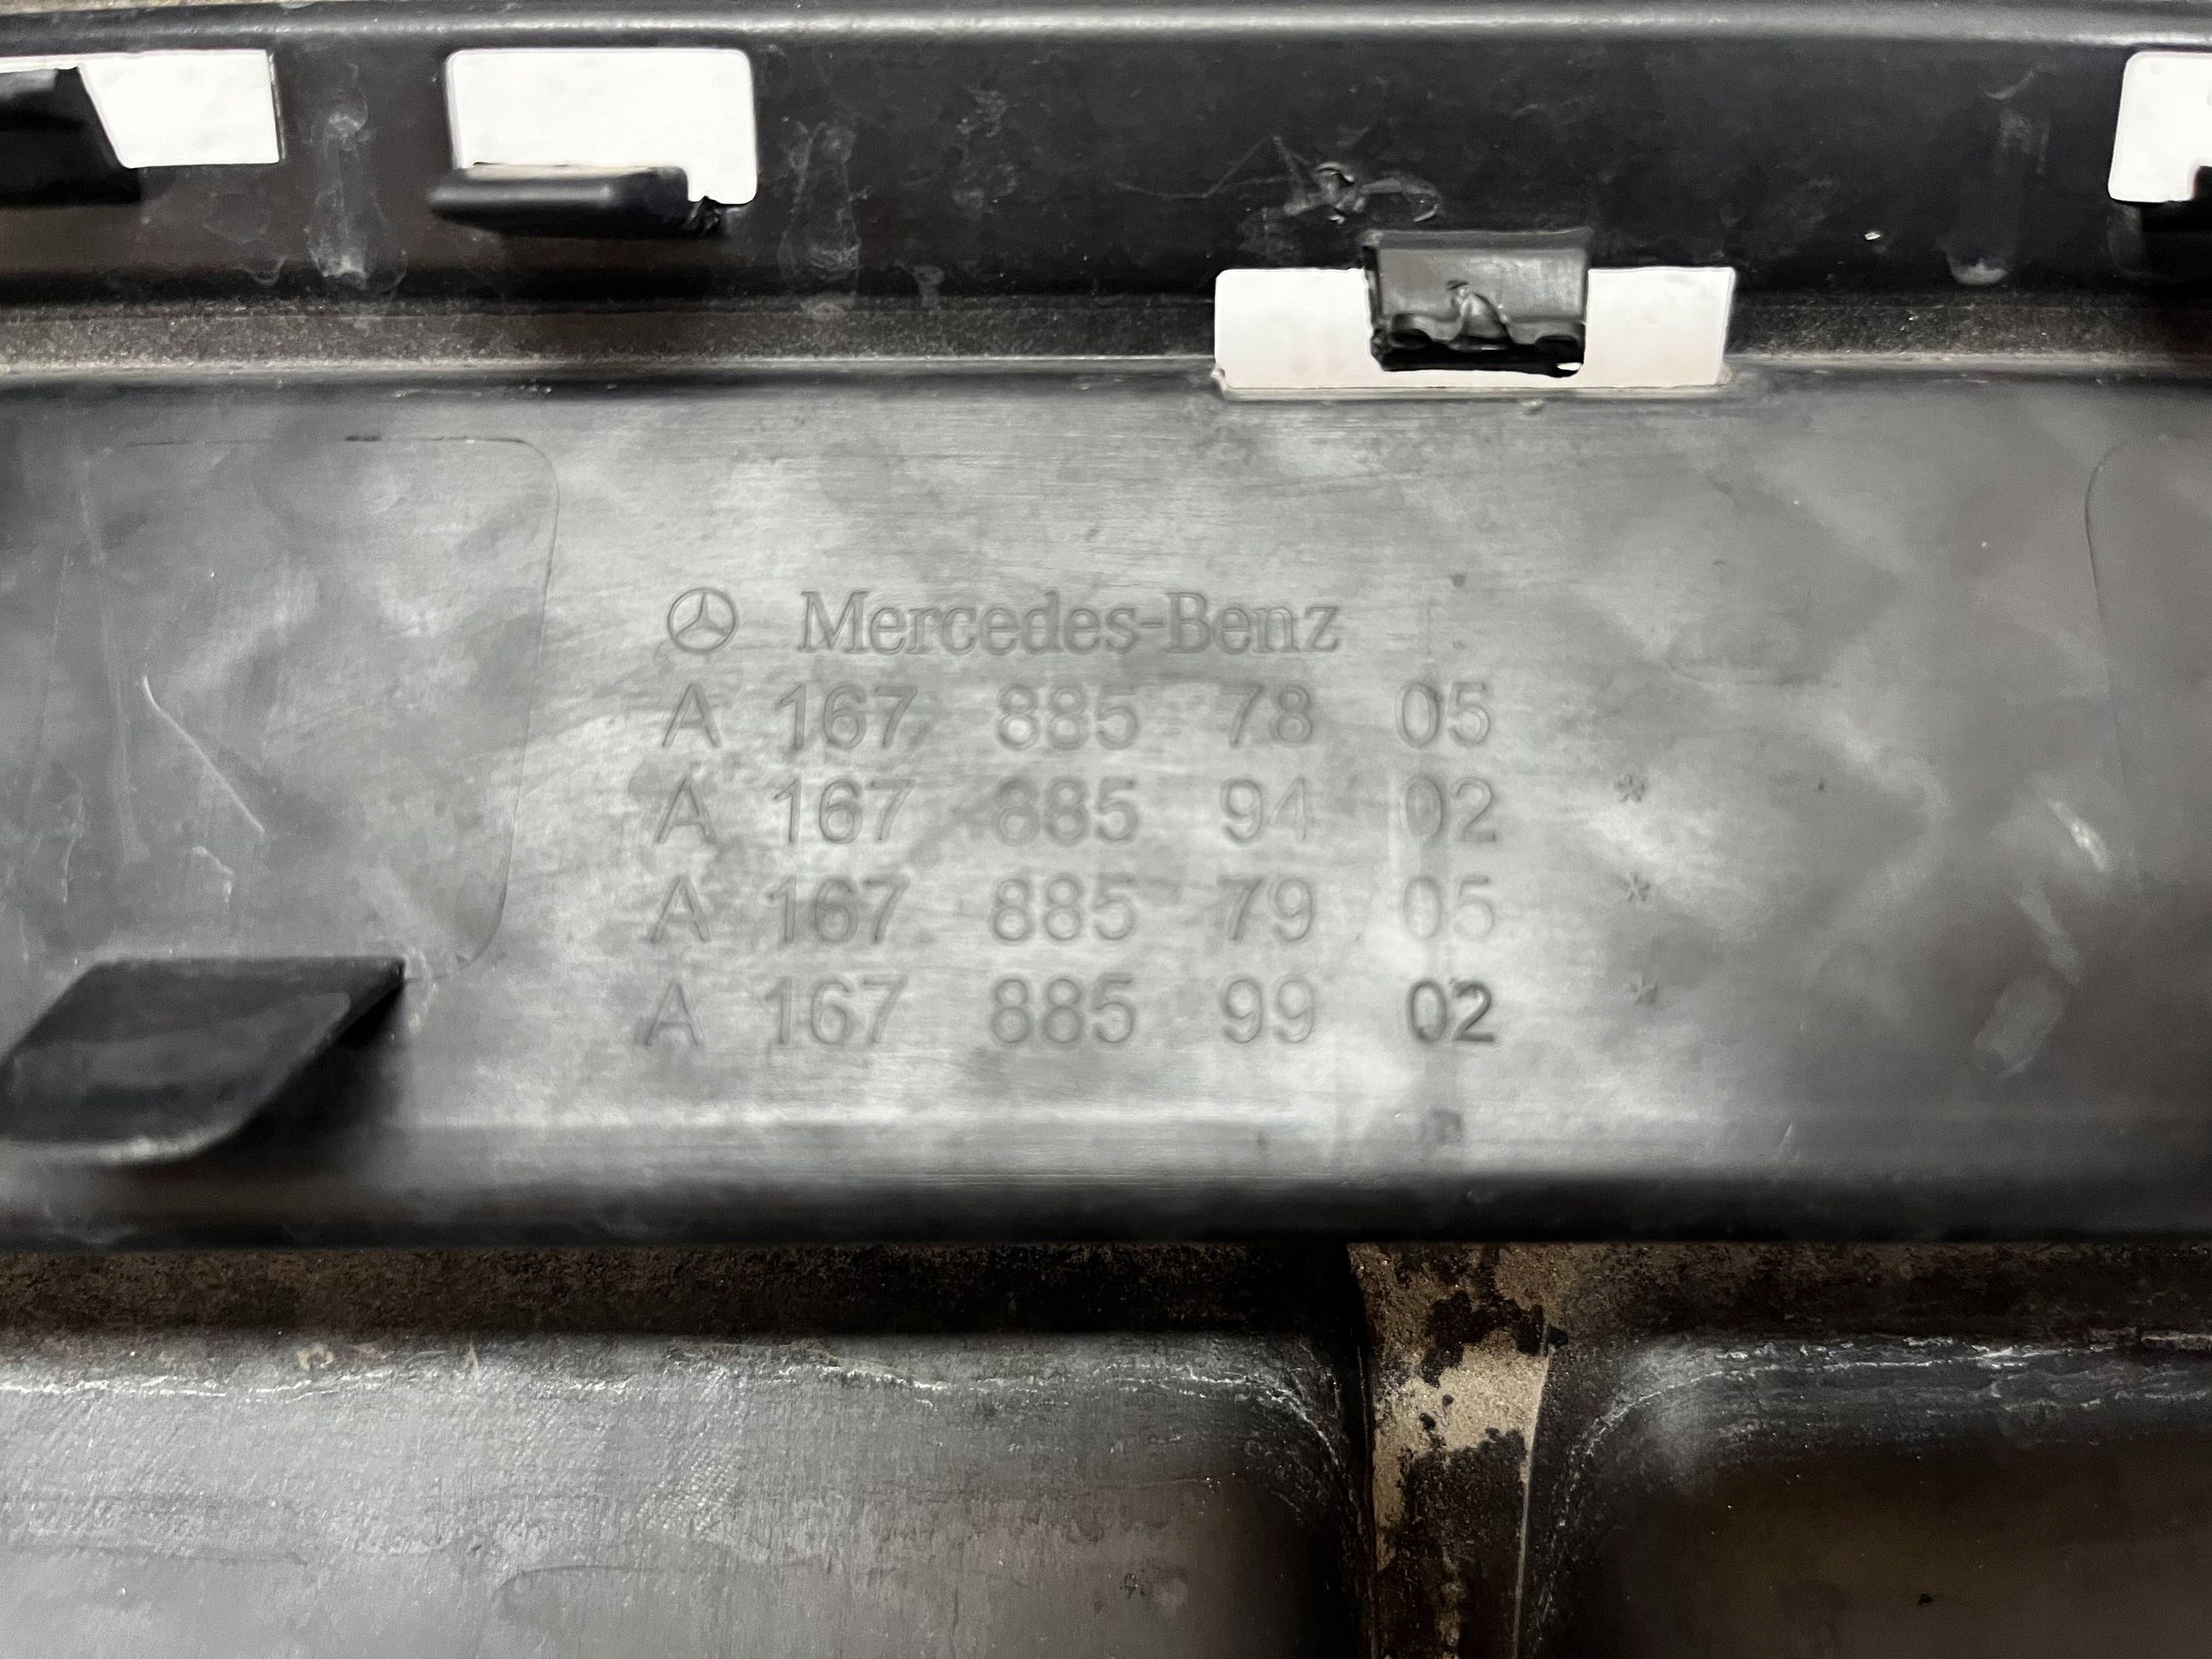 Mercedes-Benz
A 167 885 78 05
A 167 885 94 02 *
A 167 885 79 05 *
A 167 885 99 02 *